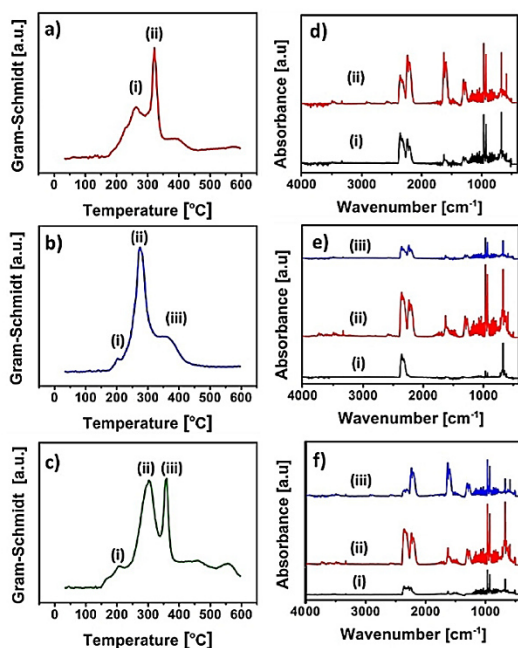 a)
(ii)
(i)
Gram-Schmidt [a.u.]
0 100 200 300 400 500 600
Temperature [°C]
d)
(ii)
(i)
Absorbance [a.u]
4000 3000 2000 1000
Wavenumber [cm⁻¹]
b)
(ii)
(i)
(iii)
Gram-Schmidt [a.u.]
0 100 200 300 400 500 600
Temperature [°C]
e)
(iii)
(ii)
(i)
Absorbance [a.u]
4000 3000 2000 1000
Wavenumber [cm⁻¹]
c)
(ii) (iii)
(i)
Gram-Schmidt [a.u.]
0 100 200 300 400 500 600
Temperature [°C]
f)
(iii)
(ii)
(i)
Absorbance [a.u]
4000 3000 2000 1000
Wavenumber [cm⁻¹]